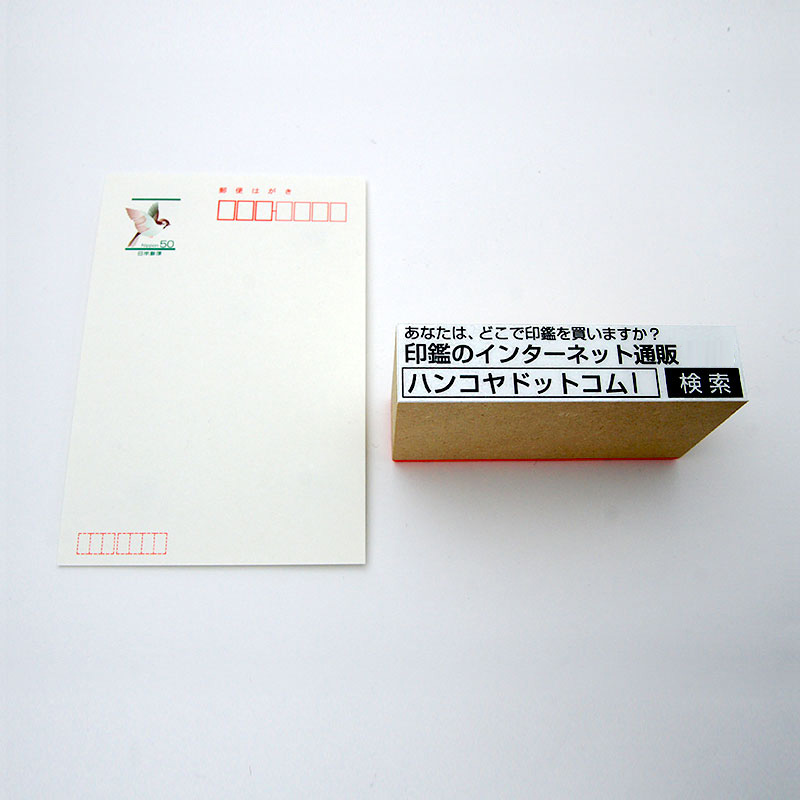 郵便はがき
Nippon 50
日本郵便
あなたは、どこで印鑑を買いますか？
印鑑のインターネット通販
ハンコヤドットコム| 検索